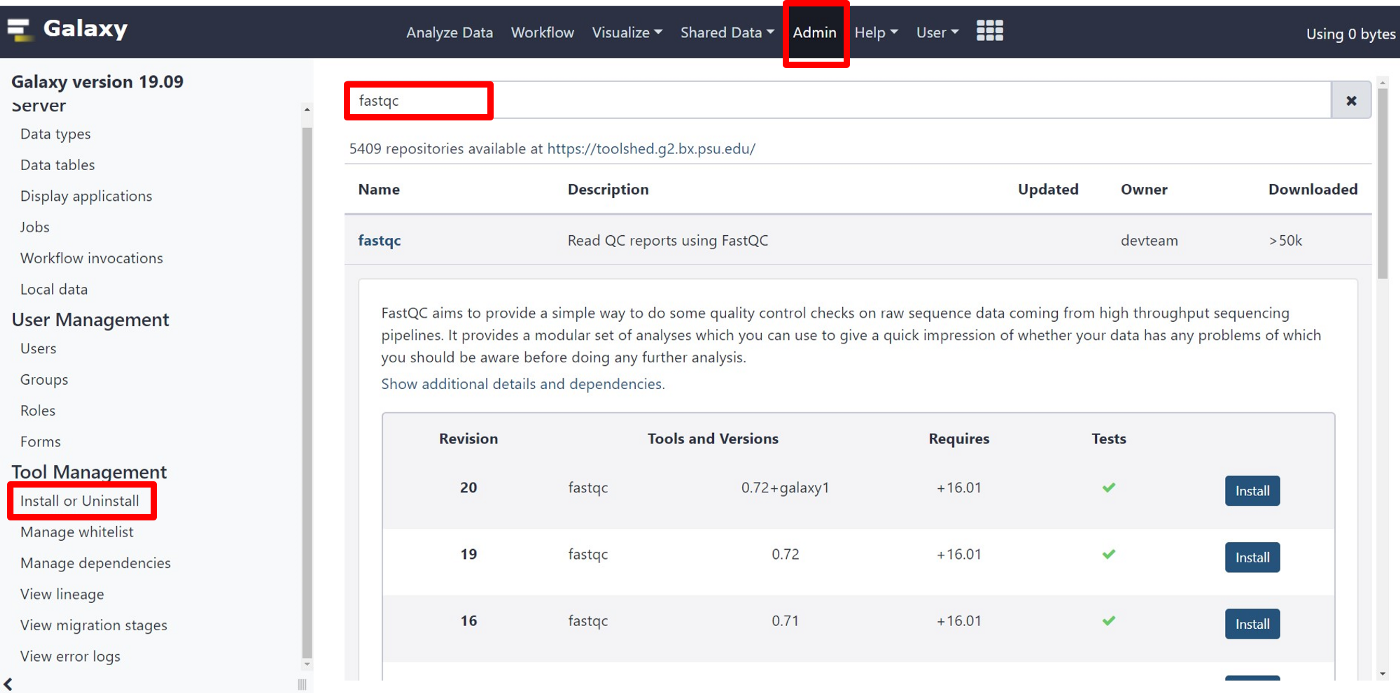 Galaxy
Analyze Data Workflow Visualize Shared Data Admin Help User Using 0 bytes
Galaxy version 19.09
Server
Data types
Data tables
Display applications
Jobs
Workflow invocations
Local data
User Management
Users
Groups
Roles
Forms
Tool Management
Install or Uninstall
Manage whitelist
Manage dependencies
View lineage
View migration stages
View error logs
fastqc
5409 repositories available at https://toolshed.g2.bx.psu.edu/
Name Description Updated Owner Downloaded
fastqc Read QC reports using FastQC devteam >50k
FastQC aims to provide a simple way to do some quality control checks on raw sequence data coming from high throughput sequencing
pipelines. It provides a modular set of analyses which you can use to give a quick impression of whether your data has any problems of which
you should be aware before doing any further analysis.
Show additional details and dependencies.
Revision Tools and Versions Requires Tests
20 fastqc 0.72+galaxy1 +16.01 Install
19 fastqc 0.72 +16.01 Install
16 fastqc 0.71 +16.01 Install